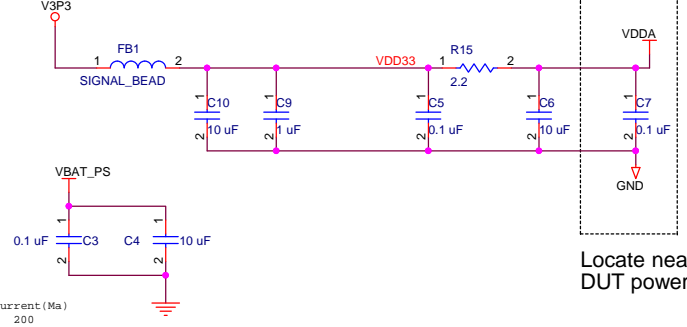 V3P3
VDDA
FB1
1
2
SIGNAL_BEAD
VDD33
R15
1
2
2.2
1
C10
2
10 uF
1
C9
2
1 uF
1
C5
2
0.1 uF
1
C6
2
10 uF
1
C7
2
0.1 uF
GND
VBAT_PS
1
0.1 uF
C3
2
1
C4
10 uF
2
Locate nea
DUT power
urrent(Ma)
200